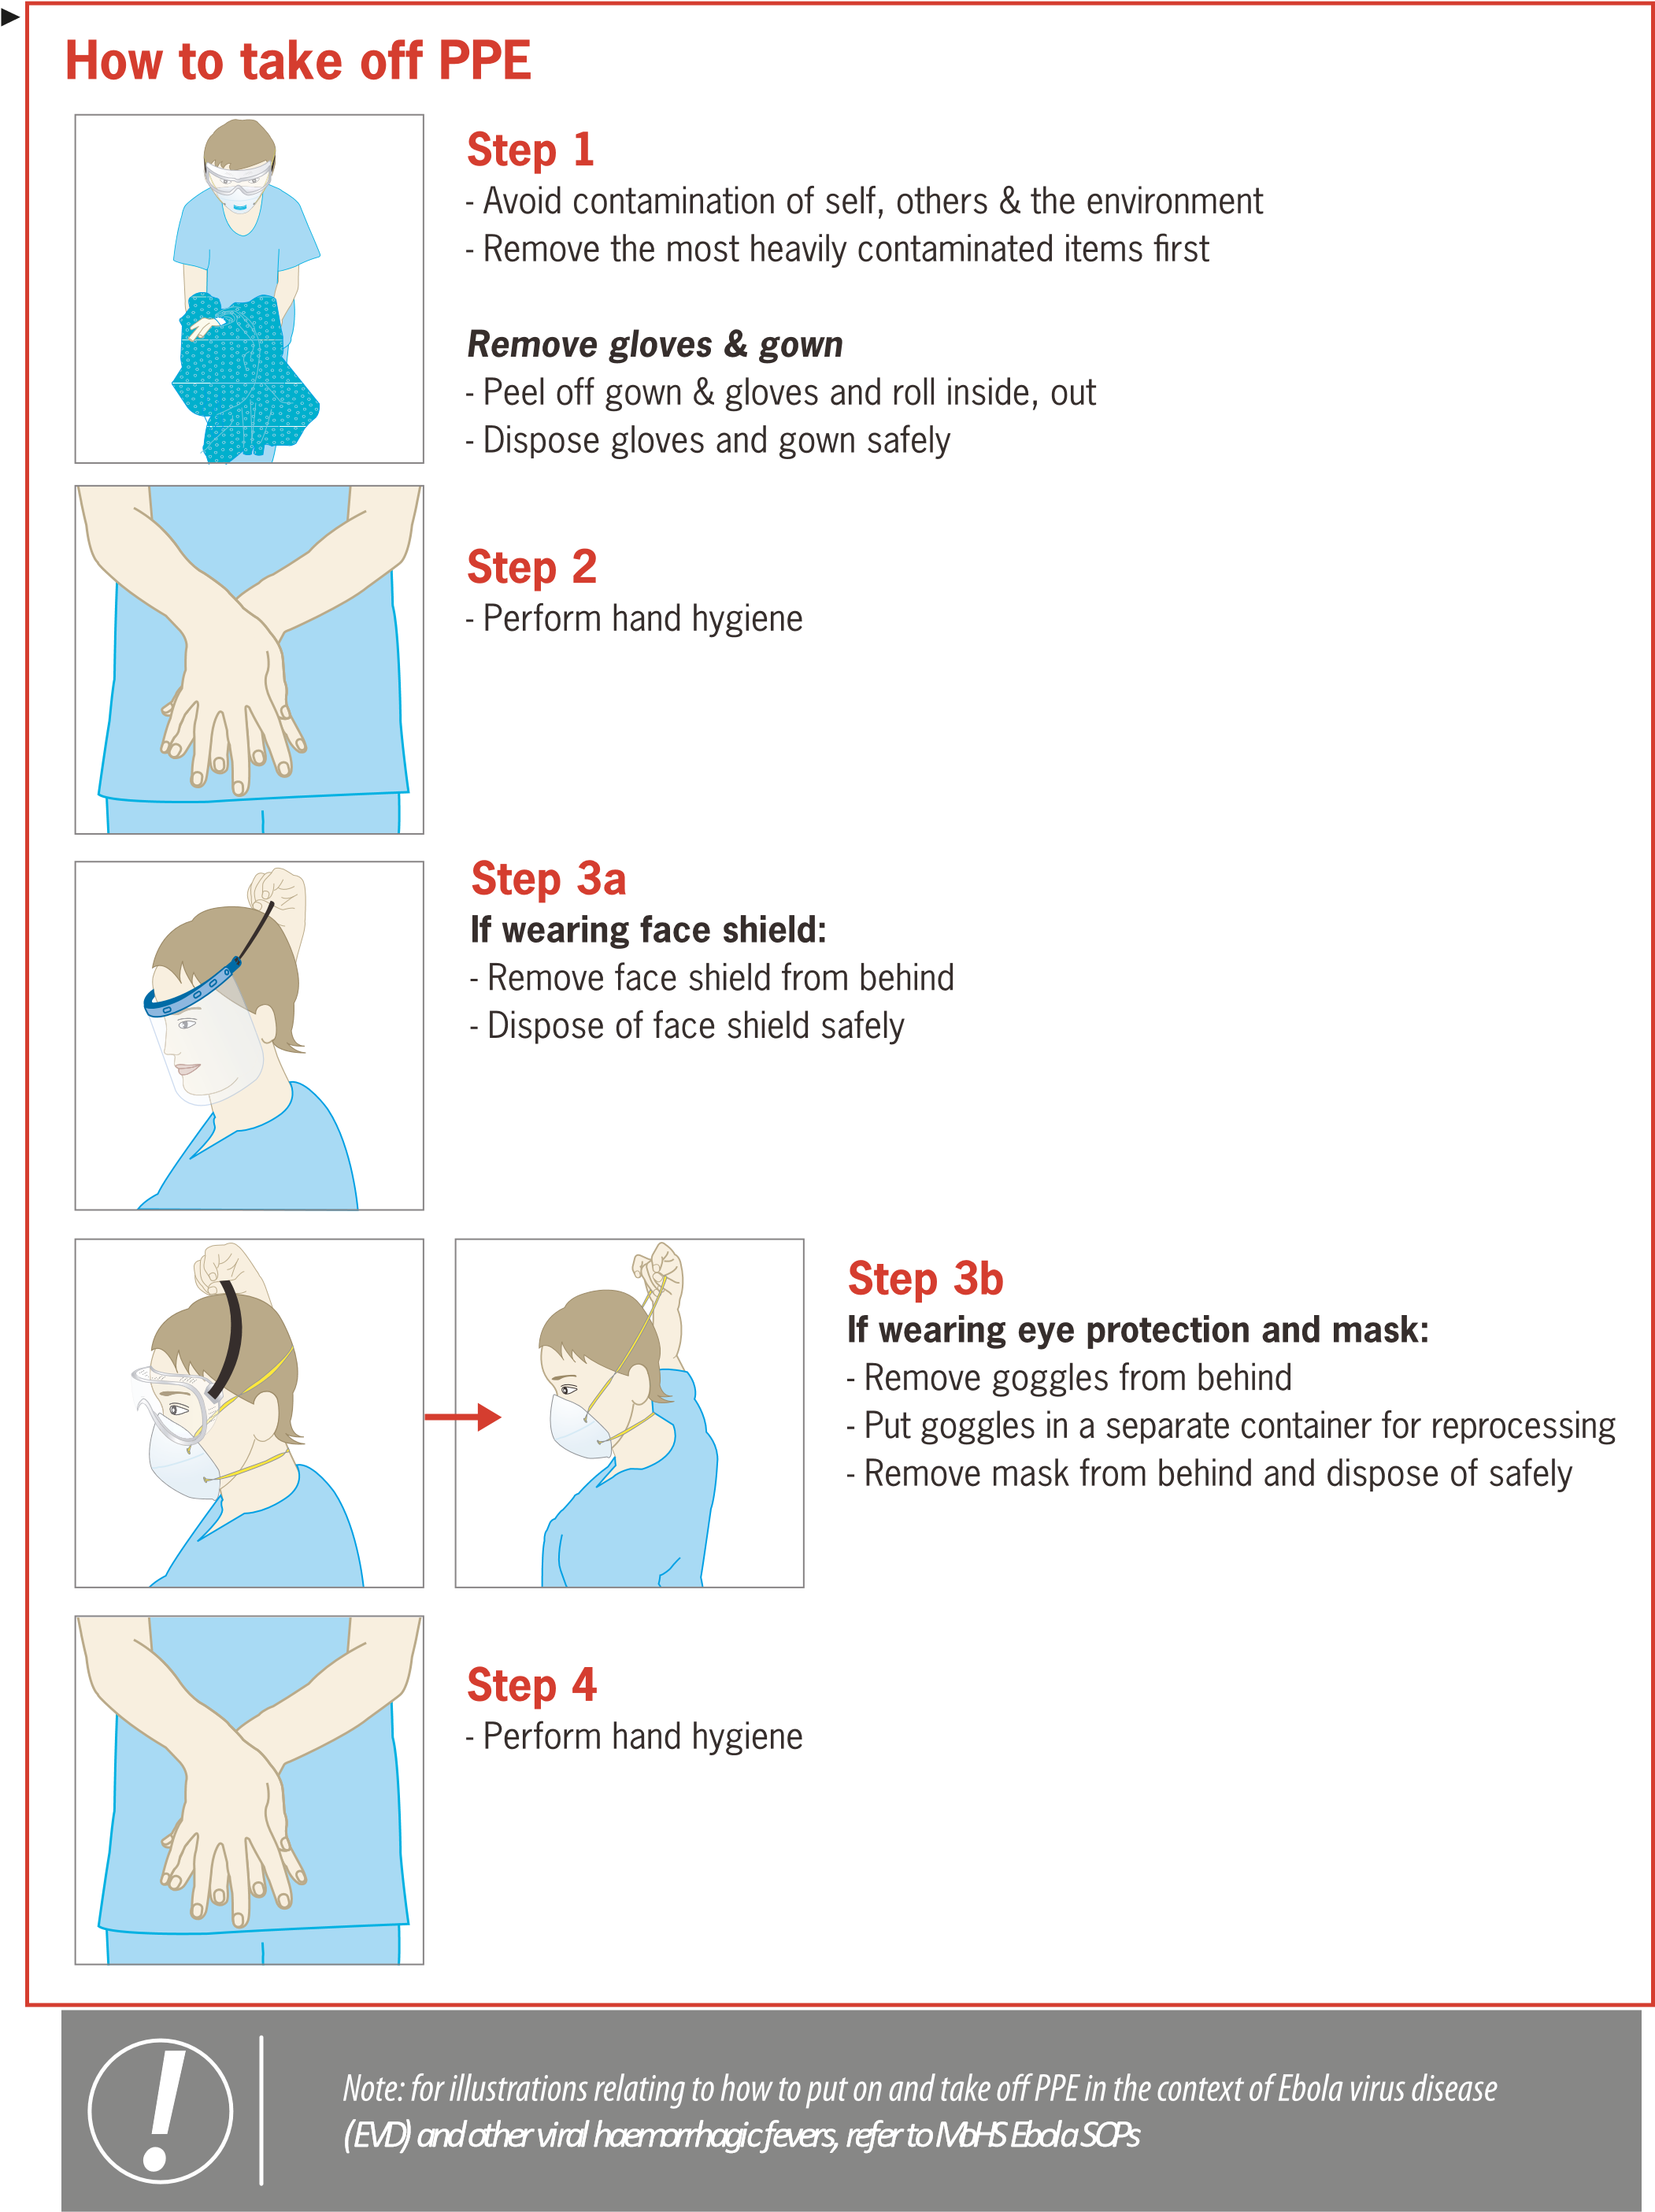 How to take off PPE
Step 1
- Avoid contamination of self, others & the environment
- Remove the most heavily contaminated items first
Remove gloves & gown
- Peel off gown & gloves and roll inside, out
- Dispose gloves and gown safely
Step 2
- Perform hand hygiene
Step 3a
If wearing face shield:
- Remove face shield from behind
- Dispose of face shield safely
Step 3b
If wearing eye protection and mask:
- Remove goggles from behind
- Put goggles in a separate container for reprocessing
- Remove mask from behind and dispose of safely
Step 4
- Perform hand hygiene
!
Note: for illustrations relating to how to put on and take off PPE in the context of Ebola virus disease
(EVD) and other viral haemorrhagic fevers, refer to MoHS Ebola SOPs